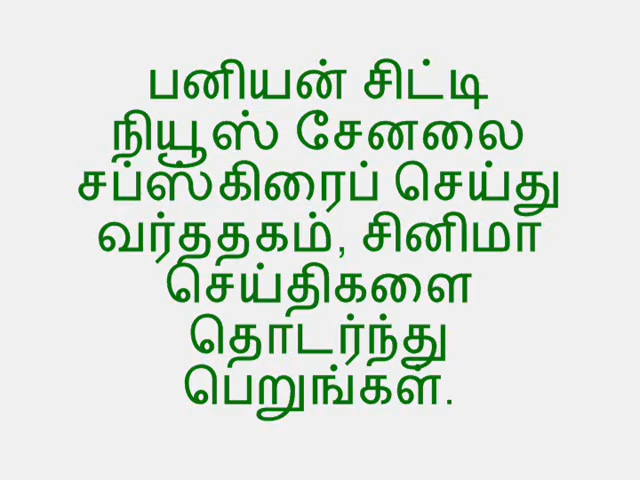 பனியன் சிட்டி
நியூஸ் சேனலை
சப்ஸ்கிரைப் செய்து
வர்ததகம், சினிமா
செய்திகளை
தொடர்ந்து
பெறுங்கள்.